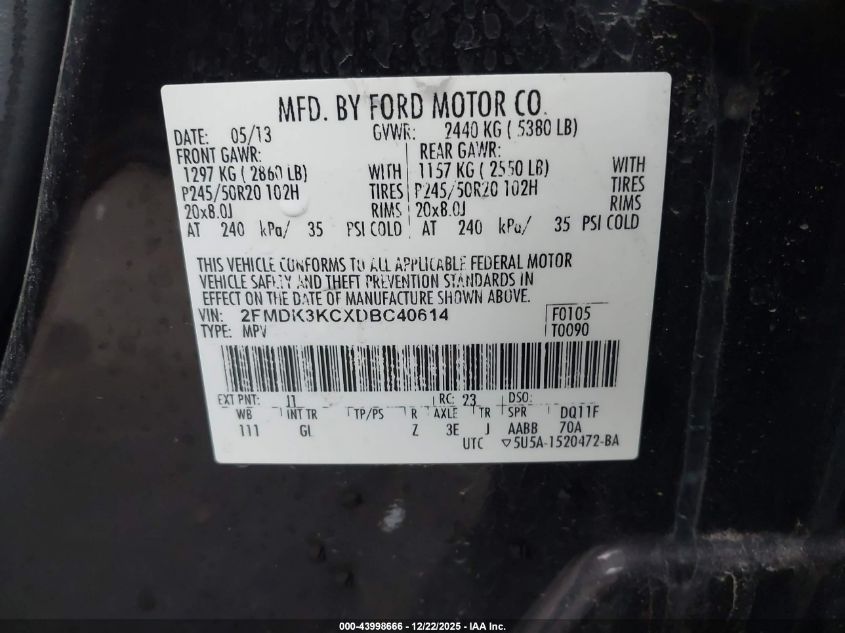 MFD. BY FORD MOTOR CO.
DATE: 05/13 GVWR: 2440 KG ( 5380 LB)
FRONT GAWR: REAR GAWR:
1297 KG ( 2860 LB) WITH 1157 KG ( 2550 LB) WITH
P245/50R20 102H TIRES P245/50R20 102H TIRES
20x8.0J RIMS 20x8.0J RIMS
AT 240 kPa/ 35 PSI COLD AT 240 kPa/ 35 PSI COLD
THIS VEHICLE CONFORMS TO ALL APPLICABLE FEDERAL MOTOR
VEHICLE SAFETY AND THEFT PREVENTION STANDARDS IN
EFFECT ON THE DATE OF MANUFACTURE SHOWN ABOVE.
VIN: 2FMDK3KCXDBC40614 F0105
TYPE: MPV T0090
EXT PNT: J1 RC: 23 DSO:
WB INT TR TP/PS R AXLE TR SPR DQ11F
111 GL Z 3E J AABB 70A
UTC ▽5U5A-1520472-BA
000-43998666 - 12/22/2025 - IAA Inc.